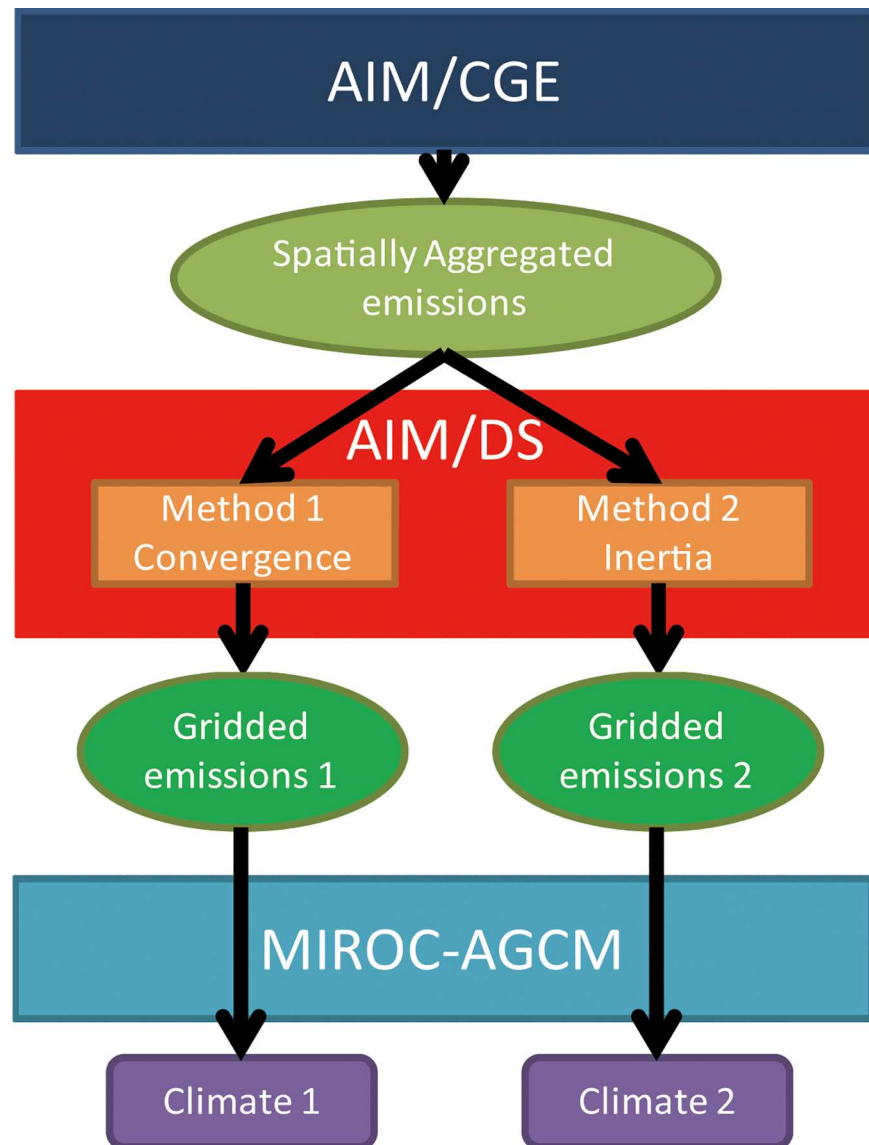 AIM/CGE
Spatially Aggregated
emissions
AIM/DS
Method 1
Convergence
Method 2
Inertia
Gridded
emissions 1
Gridded
emissions 2
MIROC-AGCM
Climate 1
Climate 2